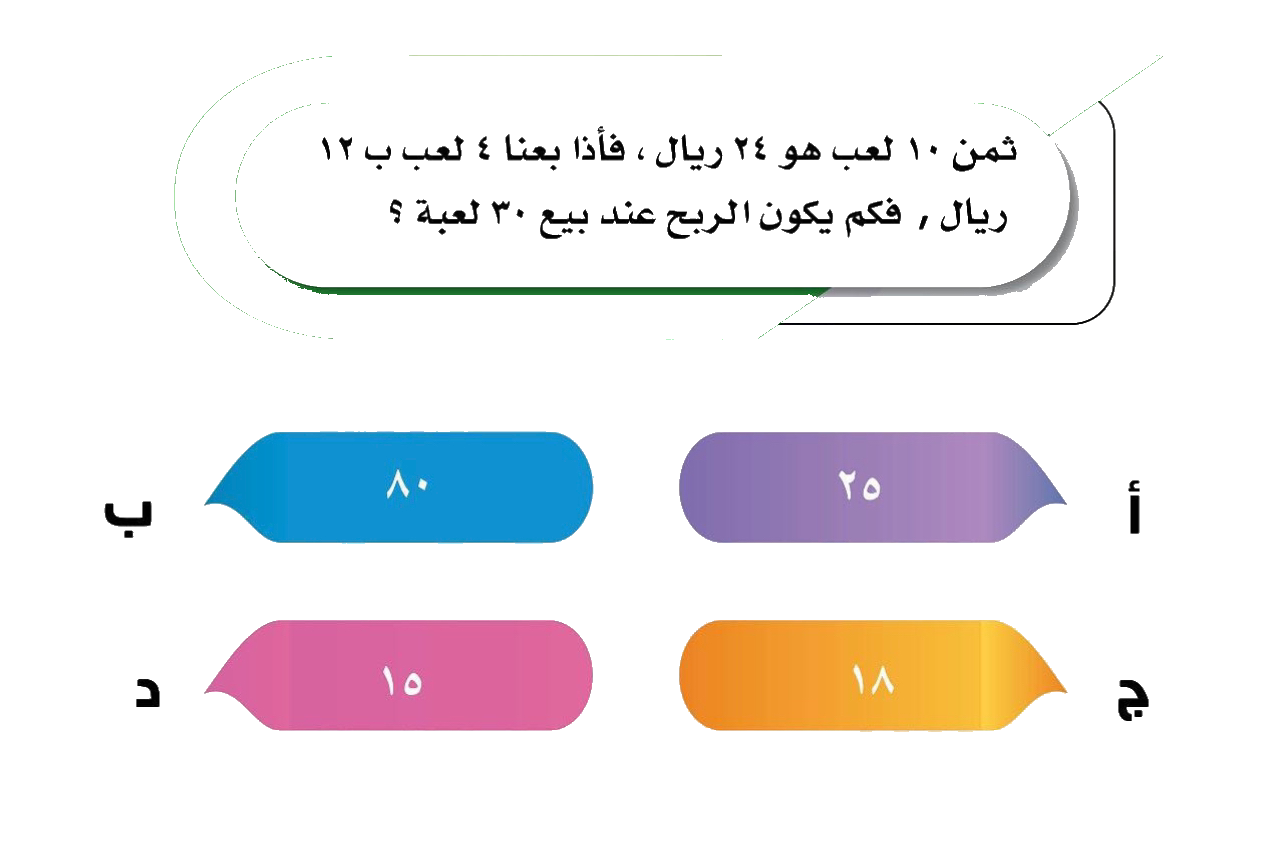 ثمن ١٠ لعب هو ٢٤ ريال ، فأذا بعنا ٤ لعب ب ١٢
ريال , فكم يكون الربح عند بيع ٣٠ لعبة ؟
أ ٢٥
ب ٨٠
ج ١٨
د ١٥